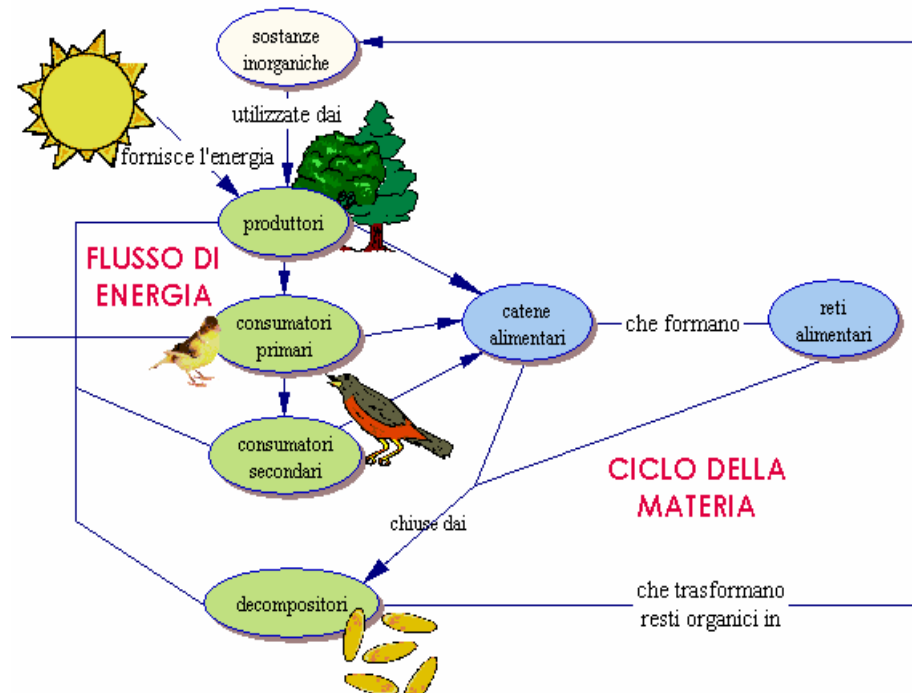 sostanze
inorganiche
utilizzate dai
fornisce l'energia
produttori
FLUSSO DI
ENERGIA
consumatori
primari
catene
alimentari
che formano
reti
alimentari
consumatori
secondari
CICLO DELLA
MATERIA
chiuse dai
decompositori
che trasformano
resti organici in